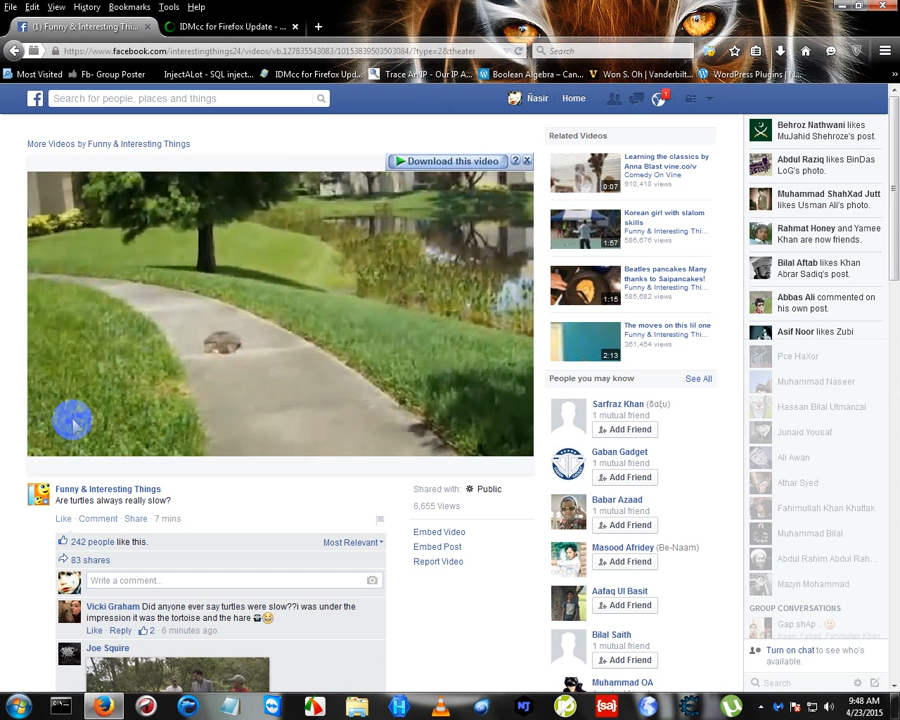 File Edit View History Bookmarks Tools Help
(1) Funny & Interesting Thi...
IDMcc for Firefox Update - ...
https://www.facebook.com/interestingthings24/videos/vb.127835543083/10153839503503084/?type=2&theater
Search
Most Visited
Fb- Group Poster
InjectALot - SQL inject...
IDMcc for Firefox Upd...
Trace An IP - Our IP A...
Boolean Algebra – Can...
Won S. Oh | Vanderbilt...
WordPress Plugins | N...
Search for people, places and things
Ñasir
Home
1
More Videos by Funny & Interesting Things
Download this video
?
Funny & Interesting Things
Are turtles always really slow?
Like · Comment · Share · 7 mins
242 people like this.
Most Relevant
83 shares
Write a comment...
Vicki Graham Did anyone ever say turtles were slow??i was under the
impression it was the tortoise and the hare
Like · Reply · 2 · 6 minutes ago
Joe Squire
Shared with: Public
6,655 Views
Embed Video
Embed Post
Report Video
Related Videos
0:07
Learning the classics by
Anna Blast vine.co/v
Comedy On Vine
910,410 views
1:57
Korean girl with slalom
skills
Funny & Interesting Thi...
586,676 views
1:15
Beatles pancakes Many
thanks to Saipancakes!
Funny & Interesting Thi...
585,682 views
2:13
The moves on this lil one
Funny & Interesting Thi...
361,454 views
People you may know
See All
Sarfraz Khan (δαξυ)
1 mutual friend
Add Friend
Gaban Gadget
1 mutual friend
Add Friend
Babar Azaad
1 mutual friend
Add Friend
Masood Afridey (Be-Naam)
Add Friend
Aafaq Ul Basit
Add Friend
Bilal Saith
Add Friend
Muhammad OA
Behroz Nathwani likes
MuJahid Shehroze's post.
Abdul Raziq likes BinDas
LoG's photo.
Muhammad ShahXad Jutt
likes Usman Ali's photo.
Rahmat Honey and Yamee
Khan are now friends.
Bilal Aftab likes Khan
Abrar Sadiq's post.
Abbas Ali commented on
his own post.
Asif Noor likes Zubi
Pce HaXor
Muhammad Naseer
Hassan Bilal Utmanzai
Junaid Yousaf
Ali Awan
Athar Syed
Fahimullah Khan Khattak
Muhammad Bilal
Abdul Rahim Abdul Rah...
Mazyn Mohammad
GROUP CONVERSATIONS
Gap shAp ..
Turn on chat to see who's
available.
Search
9:48 AM
4/23/2015